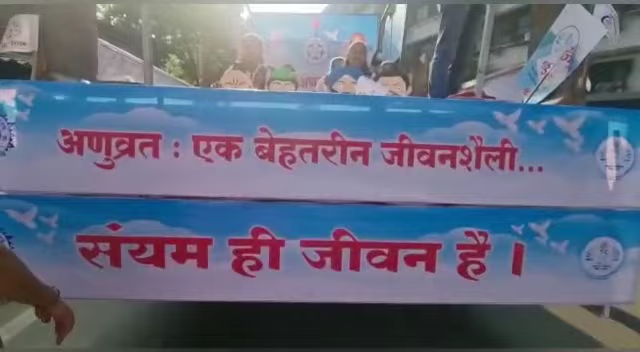 अणुव्रत : एक बेहतरीन जीवनशैली...
संयम ही जीवन है ।